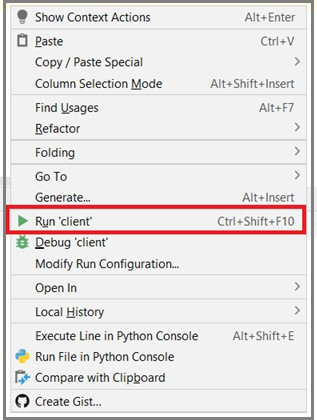 Show Context Actions Alt+Enter
Paste Ctrl+V
Copy / Paste Special
Column Selection Mode Alt+Shift+Insert
Find Usages Alt+F7
Refactor
Folding
Go To
Generate... Alt+Insert
Run 'client' Ctrl+Shift+F10
Debug 'client'
Modify Run Configuration...
Open In
Local History
Execute Line in Python Console Alt+Shift+E
Run File in Python Console
Compare with Clipboard
Create Gist...